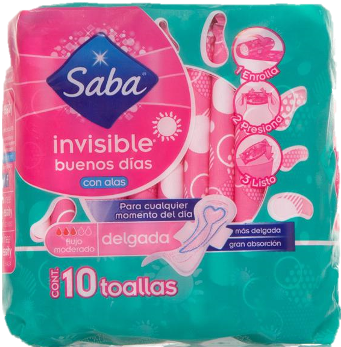 Saba
invisible
buenos días
con alas
1 Enrolla
2 Presiona
3 Listo
Para cualquier
momento del día
flujo
moderado
delgada
más delgada
gran absorción
CONT. 10 toallas